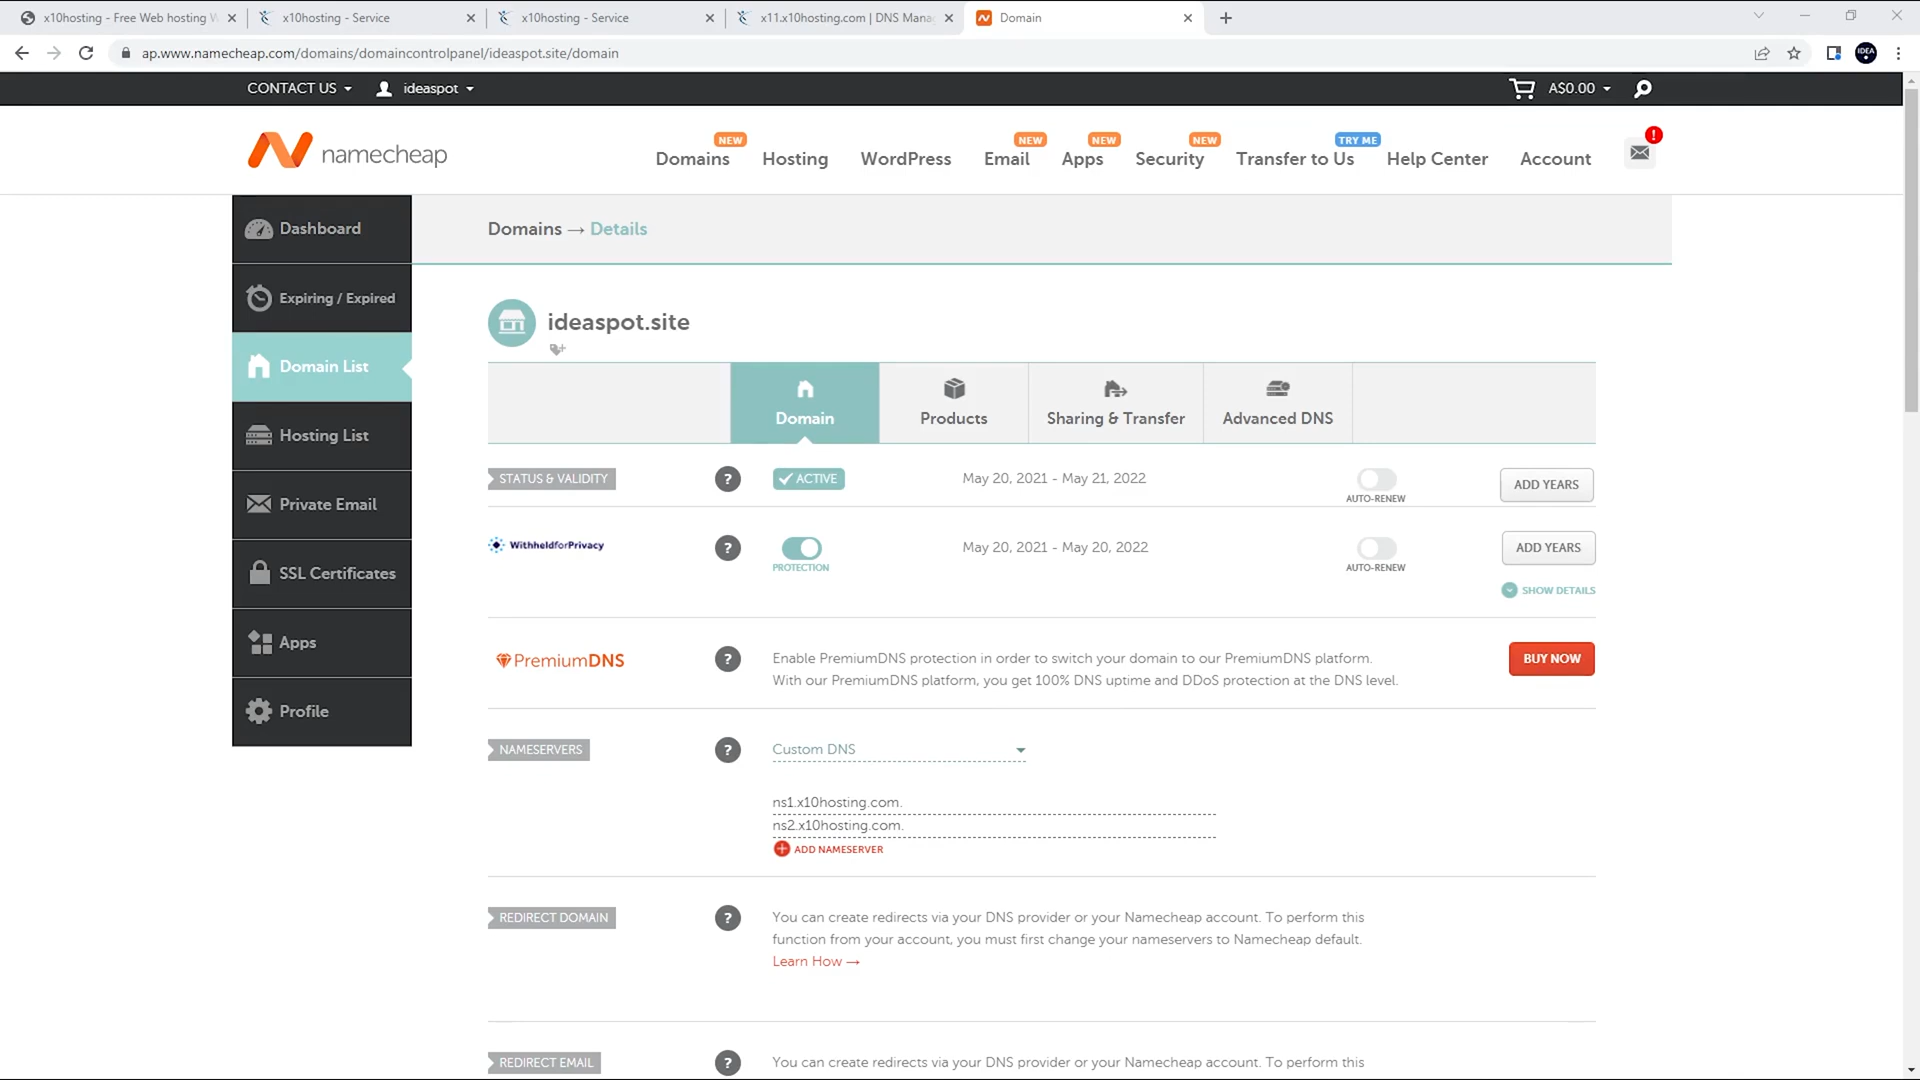 x10hosting - Free Web hosting
x10hosting - Service
x10hosting - Service
x11.x10hosting.com | DNS Mana
Domain
ap.www.namecheap.com/domains/domaincontrolpanel/ideaspot.site/domain
IDEA
CONTACT US
ideaspot
A$0.00
namecheap
NEW
NEW
NEW
NEW
TRY ME
!
Domains
Hosting
WordPress
Email
Apps
Security
Transfer to Us
Help Center
Account
Dashboard
Expiring / Expired
Domain List
Hosting List
Private Email
SSL Certificates
Apps
Profile
Domains → Details
ideaspot.site
Domain
Products
Sharing & Transfer
Advanced DNS
STATUS & VALIDITY
?
ACTIVE
May 20, 2021 - May 21, 2022
AUTO-RENEW
ADD YEARS
WithheldforPrivacy
?
PROTECTION
May 20, 2021 - May 20, 2022
AUTO-RENEW
ADD YEARS
SHOW DETAILS
PremiumDNS
?
Enable PremiumDNS protection in order to switch your domain to our PremiumDNS platform.
With our PremiumDNS platform, you get 100% DNS uptime and DDoS protection at the DNS level.
BUY NOW
NAMESERVERS
?
Custom DNS
ns1.x10hosting.com.
ns2.x10hosting.com.
ADD NAMESERVER
REDIRECT DOMAIN
?
You can create redirects via your DNS provider or your Namecheap account. To perform this
function from your account, you must first change your nameservers to Namecheap default.
Learn How →
REDIRECT EMAIL
?
You can create redirects via your DNS provider or your Namecheap account. To perform this